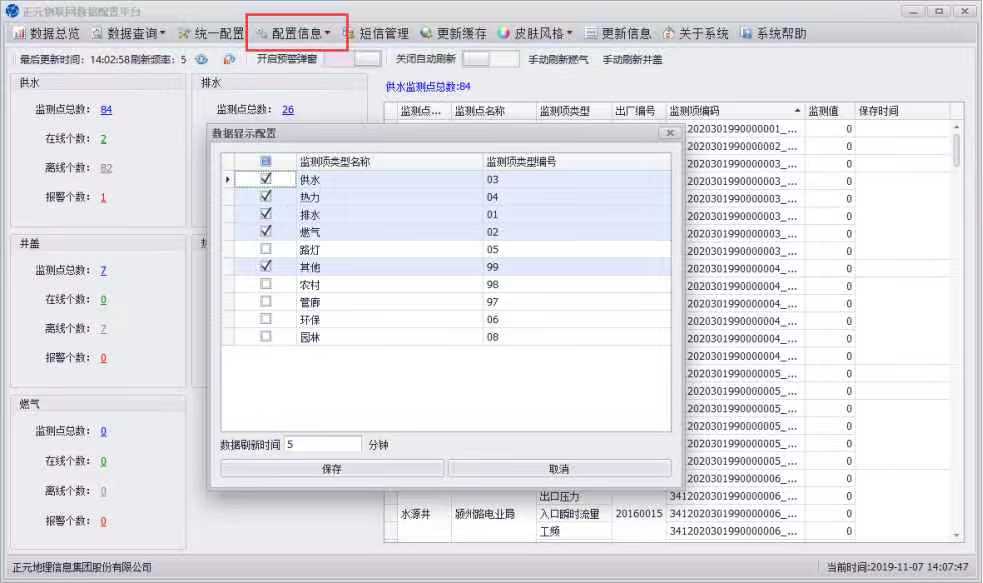 正元物联网数据配置平台
数据总览 数据查询 统一配置 配置信息 短信管理 更新缓存 皮肤风格 更新信息 关于系统 系统帮助
最后更新时间: 14:02:58刷新频率: 5 开启预警弹窗 关闭自动刷新 手动刷新燃气 手动刷新井盖
供水
监测点总数: 84
在线个数: 2
离线个数: 82
报警个数: 1
排水
监测点总数: 26
井盖
监测点总数: 7
在线个数: 0
离线个数: 7
报警个数: 0
燃气
监测点总数: 0
在线个数: 0
离线个数: 0
报警个数: 0
供水监测点总数:84
监测点... 监测点名称 监测项类型 出厂编号 监测项编码 监测值 保存时间
2020301990000001_... 0
2020301990000002_... 0
2020301990000003_... 0
2020301990000003_... 0
2020301990000003_... 0
2020301990000003_... 0
2020301990000003_... 0
2020301990000003_... 0
2020301990000004_... 0
2020301990000004_... 0
2020301990000004_... 0
2020301990000004_... 0
2020301990000004_... 0
2020301990000004_... 0
2020301990000005_... 0
2020301990000005_... 0
2020301990000005_... 0
2020301990000005_... 0
2020301990000005_... 0
2020301990000005_... 0
2020301990000006_... 0
出口压力 3412020301990000006_... 0
水源井 颍州路电业局 入口瞬时流量 20160015 3412020301990000006_... 0
工频 3412020301990000006_... 0
数据显示配置
监测项类型名称 监测项类型编号
供水 03
热力 04
排水 01
燃气 02
路灯 05
其他 99
农村 98
管廊 97
环保 06
园林 08
数据刷新时间 5 分钟
保存 取消
正元地理信息集团股份有限公司 当前时间:2019-11-07 14:07:47